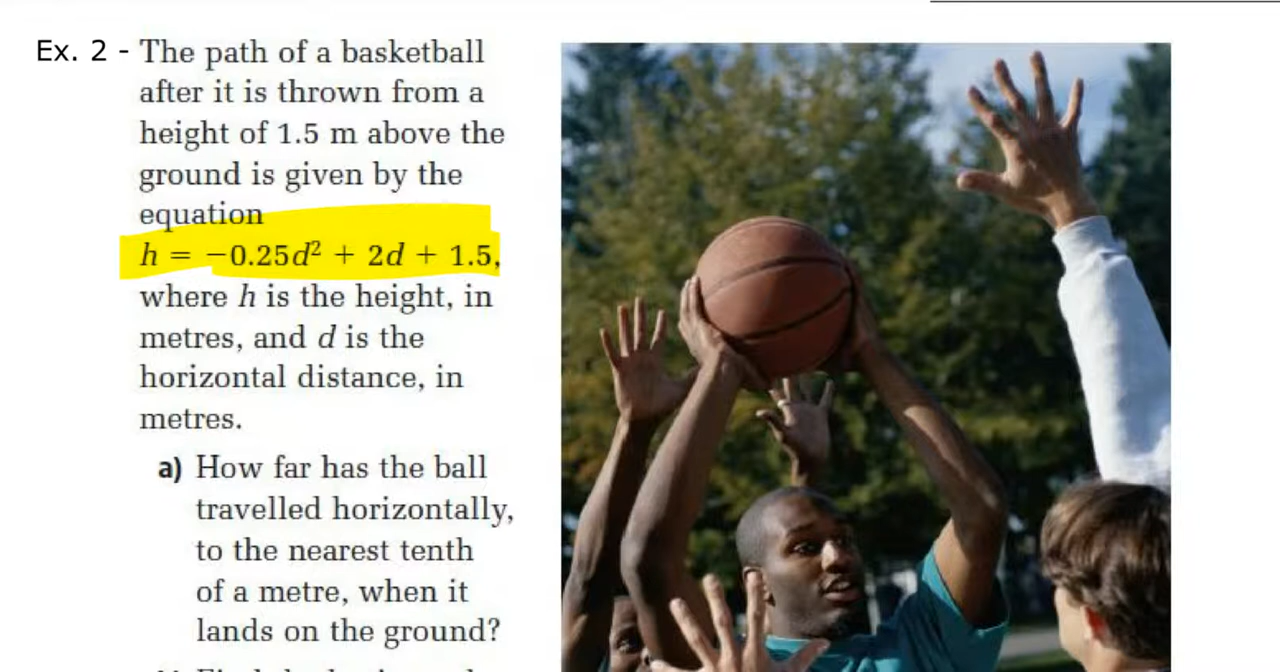 Ex. 2 - The path of a basketball
after it is thrown from a
height of 1.5 m above the
ground is given by the
equation
h = −0.25d² + 2d + 1.5,
where h is the height, in
metres, and d is the
horizontal distance, in
metres.
a) How far has the ball
travelled horizontally,
to the nearest tenth
of a metre, when it
lands on the ground?